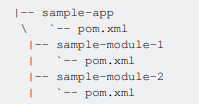 |-- sample-app
\   `-- pom.xml
|-- sample-module-1
|   `-- pom.xml
|-- sample-module-2
|   `-- pom.xml